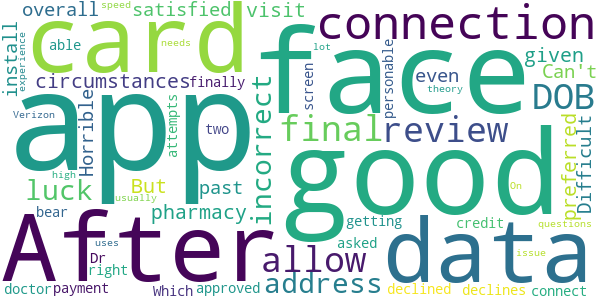 overall satisfied visit speed
card face connection
install experience able needs lot
circumstances finally screen personable even given Can't
app Horrible attempts two incorrect theory DOB
Verizon final review preferred Difficult
high luck But past good
usually pharmacy. On
bear getting credit questions
After asked data
Dr right uses allow address issue
doctor payment Which approved declined declines connect